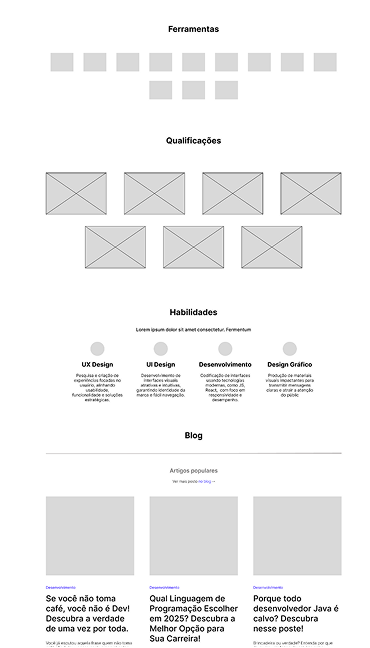 Ferramentas
Qualificações
Habilidades
Lorem ipsum dolor sit amet consectetur. Fermentum
UX Design
Pesquisa e criação de
experiências focadas no
usuário, alinhando
usabilidade,
funcionalidade e soluções
estratégicas.
UI Design
Desenvolvimento de
interfaces visuais
atrativas e intuitivas,
garantindo identidade da
marca e fácil navegação.
Desenvolvimento
Codificação de interfaces
usando tecnologias
modernas, como JS,
React, com foco em
responsividade e
desempenho.
Design Gráfico
Produção de materiais
visuais impactantes para
transmitir mensagens
claras e atrair a atenção
do público.
Blog
Artigos populares
Ver mais posts no blog →
Desenvolvimento
Se você não toma
café, você não é Dev!
Descubra a verdade
de uma vez por toda.
Você já escutou aquela frase quem não toma
Desenvolvimento
Qual Linguagem de
Programação Escolher
em 2025? Descubra a
Melhor Opção para
Sua Carreira!
Desenvolvimento
Porque todo
desenvolvedor Java é
calvo? Descubra
nesse poste!
Brincadeira ou verdade? Entenda por que